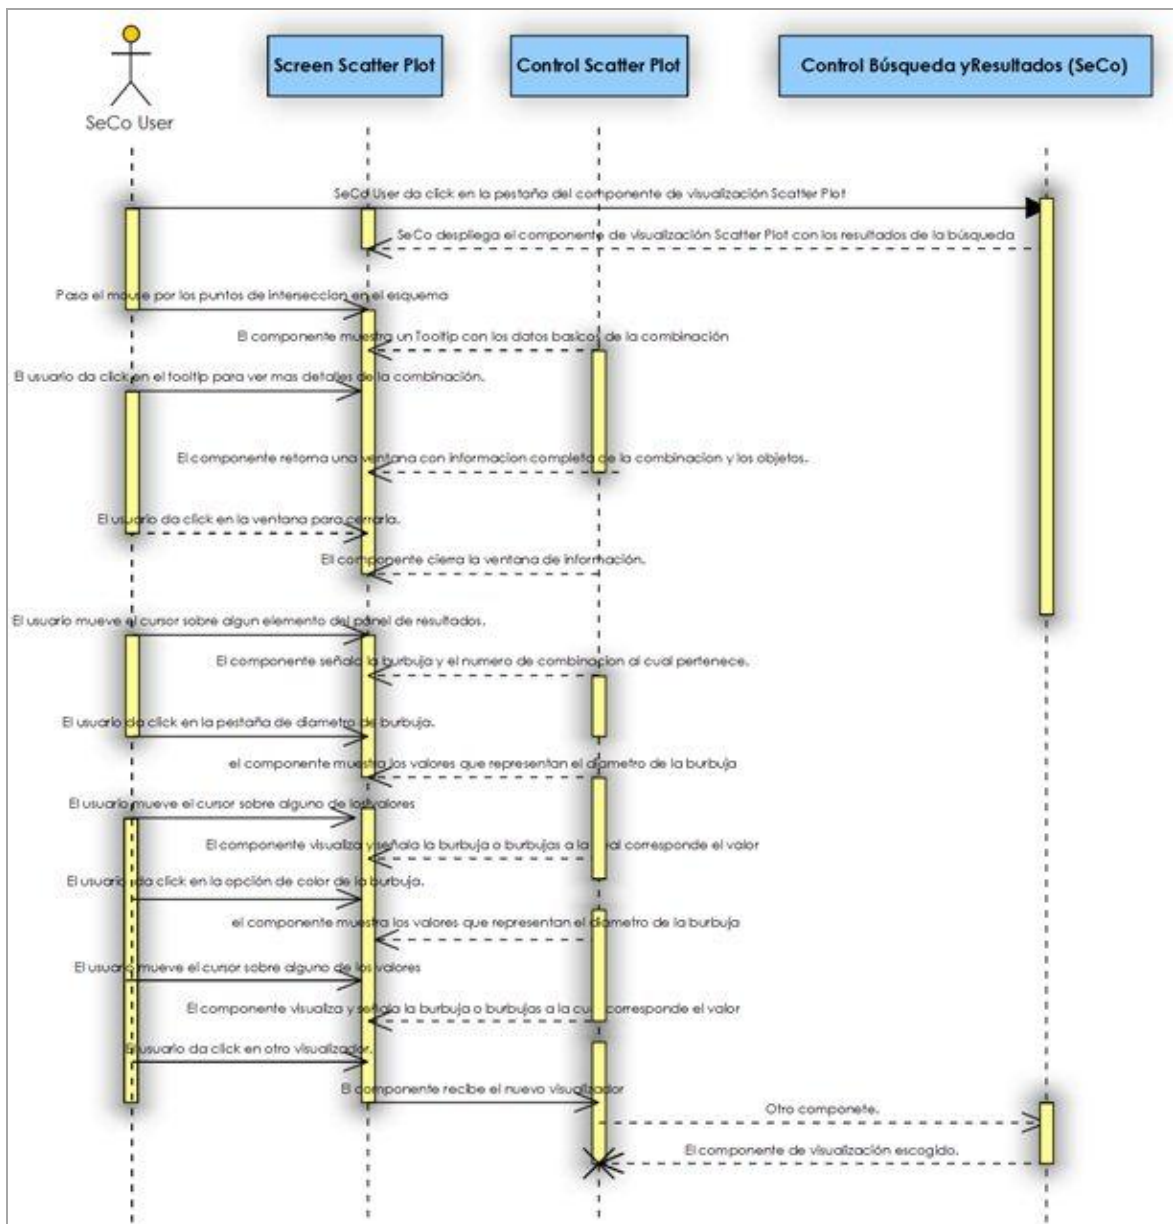 Screen Scatter Plot
Control Scatter Plot
Control Búsqueda yResultados (SeCo)
SeCo User
SeCo User da click en la pestaña del componente de visualización Scatter Plot
SeCo despliega el componente de visualización Scatter Plot con los resultados de la búsqueda
Pasa el mouse por los puntos de interseccion en el esquema
El componente muestra un Tooltip con los datos basicos de la combinación
El usuario da click en el tooltip para ver mas detalles de la combinación.
El componente retorna una ventana con informacion completa de la combinacion y los objetos.
El usuario da click en la ventana para cerrarla.
Ell componente cierra la ventana de información.
El usuario mueve el cursor sobre algun elemento del panel de resultados.
El componente señala la burbuja y el numero de combinacion al cual pertenece.
El usuario da click en la pestaña de diametro de burbuja.
el componente muestra los valores que representan el diametro de la burbuja
El usuario mueve el cursor sobre alguno de los valores
El componente visualiza y señala la burbuja o burbujas a la cual corresponde el valor
El usuario da click en la opción de color de la burbuja.
el componente muestra los valores que representan el diametro de la burbuja
El usuario mueve el cursor sobre alguno de los valores
El componente visualiza y señala la burbuja o burbujas a la cual corresponde el valor
El usuario da click en otro visualizador.
El componente recibe el nuevo visualizador
Otro componete.
El componente de visualización escogido.